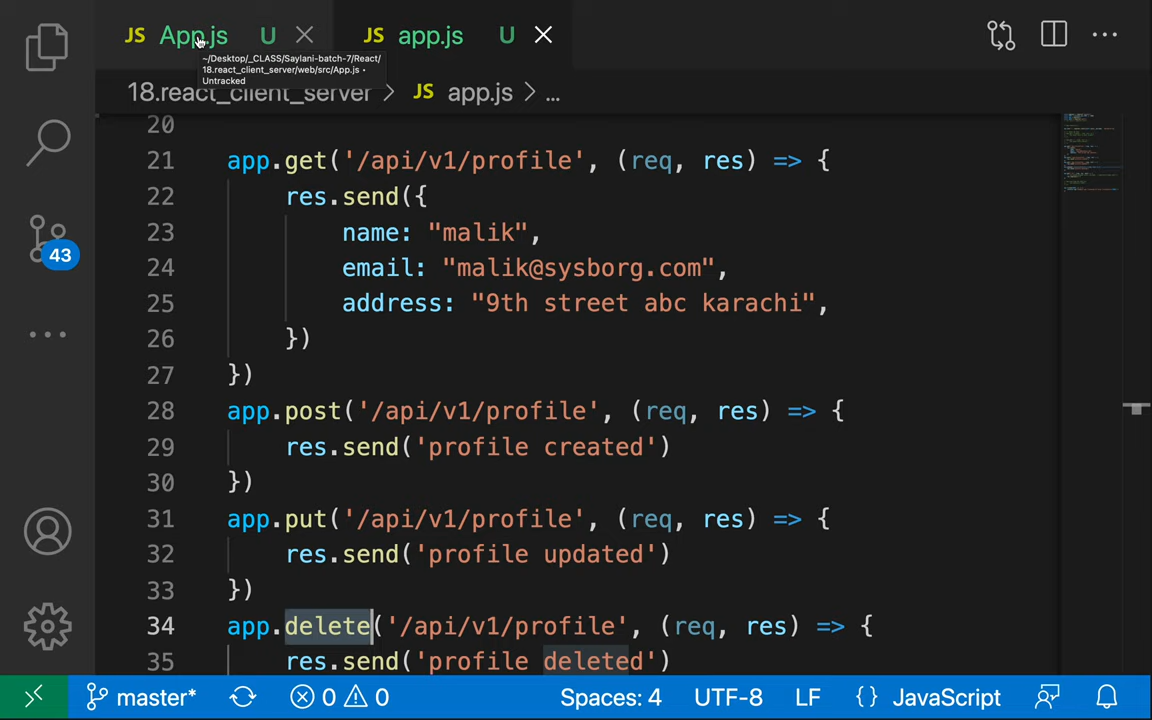 JS App.js U JS app.js U
~/Desktop/_CLASS/Saylani-batch-7/React/
18.react_client_server/web/src/App.js •
Untracked
18.react_client_server > JS app.js > ...
20
21 app.get('/api/v1/profile', (req, res) => {
22 res.send({
23 name: "malik",
24 email: "malik@sysborg.com",
25 address: "9th street abc karachi",
26 })
27 })
28 app.post('/api/v1/profile', (req, res) => {
29 res.send('profile created')
30 })
31 app.put('/api/v1/profile', (req, res) => {
32 res.send('profile updated')
33 })
34 app.delete('/api/v1/profile', (req, res) => {
35 res.send('profile deleted')
43
master* 0 0 Spaces: 4 UTF-8 LF {} JavaScript